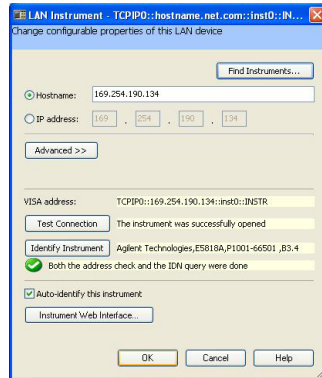 LAN Instrument - TCPIP0::hostname.net.com::inst0::IN...
Change configurable properties of this LAN device
Find Instruments...
Hostname: 169.254.190.134
IP address: 169 . 254 . 190 . 134
Advanced >>
VISA address: TCPIP0::169.254.190.134::inst0::INSTR
Test Connection The instrument was successfully opened
Identify Instrument Agilent Technologies,E5818A,P1001-66501 ,B3.4
Both the address check and the IDN query were done
Auto-identify this instrument
Instrument Web Interface...
OK Cancel Help